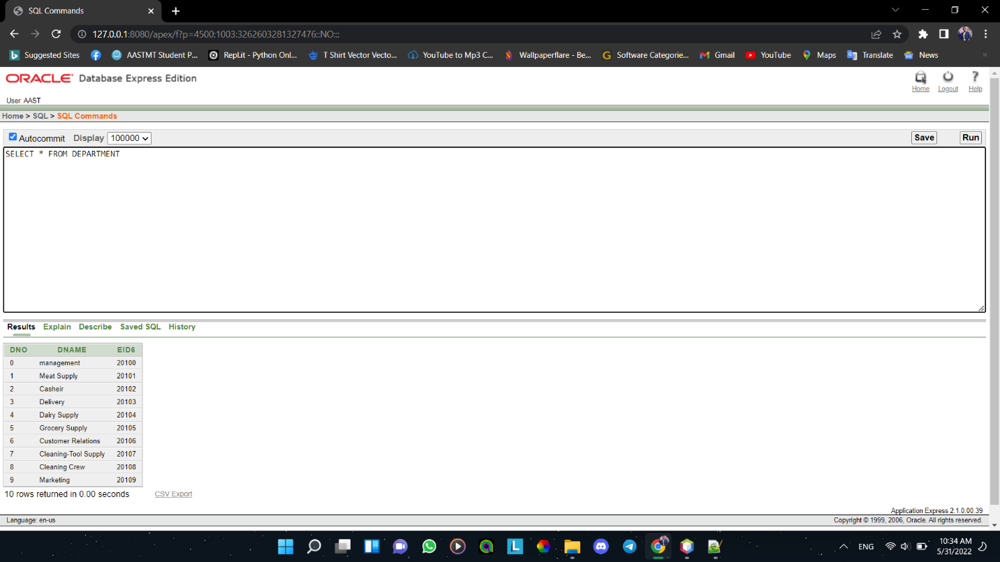 SQL Commands
127.0.0.1:8080/apex/f?p=4500:1003:3262603281327476::NO:::
Suggested Sites AASTMT Student P... Repl.it - Python Onl... T Shirt Vector Vecto... YouTube to Mp3 C... Wallpaperflare - Be... Software Categorie... Gmail YouTube Maps Translate News
ORACLE Database Express Edition
Home Logout Help
User: AAST
Home > SQL > SQL Commands
Autocommit Display 100000 Save Run
SELECT * FROM DEPARTMENT
Results Explain Describe Saved SQL History
DNO DNAME EID6
0 management 20100
1 Meat Supply 20101
2 Casheir 20102
3 Delivery 20103
4 Dairy Supply 20104
5 Grocery Supply 20105
6 Customer Relations 20106
7 Cleaning-Tool Supply 20107
8 Cleaning Crew 20108
9 Marketing 20109
10 rows returned in 0.00 seconds CSV Export
Application Express 2.1.0.00.39
Language: en-us Copyright © 1999, 2006, Oracle. All rights reserved.
ENG 10:34 AM
5/31/2022